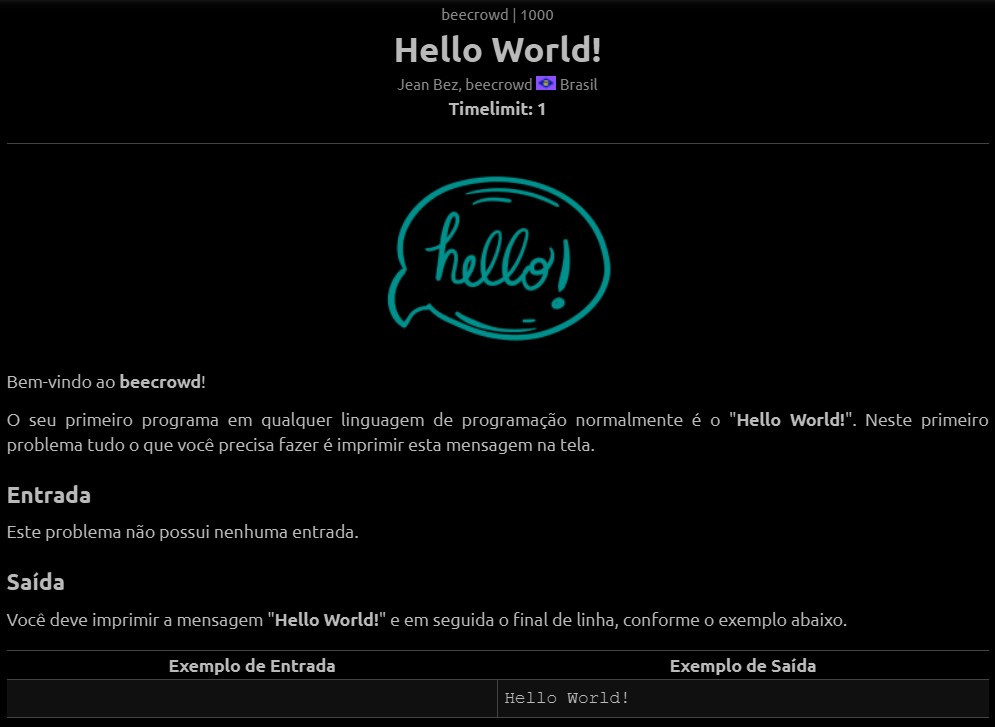 beecrowd | 1000
Hello World!
Jean Bez, beecrowd Brasil
Timelimit: 1
hello!
Bem-vindo ao beecrowd!
O seu primeiro programa em qualquer linguagem de programação normalmente é o "Hello World!". Neste primeiro
problema tudo o que você precisa fazer é imprimir esta mensagem na tela.
Entrada
Este problema não possui nenhuma entrada.
Saída
Você deve imprimir a mensagem "Hello World!" e em seguida o final de linha, conforme o exemplo abaixo.
Exemplo de Entrada Exemplo de Saída
Hello World!